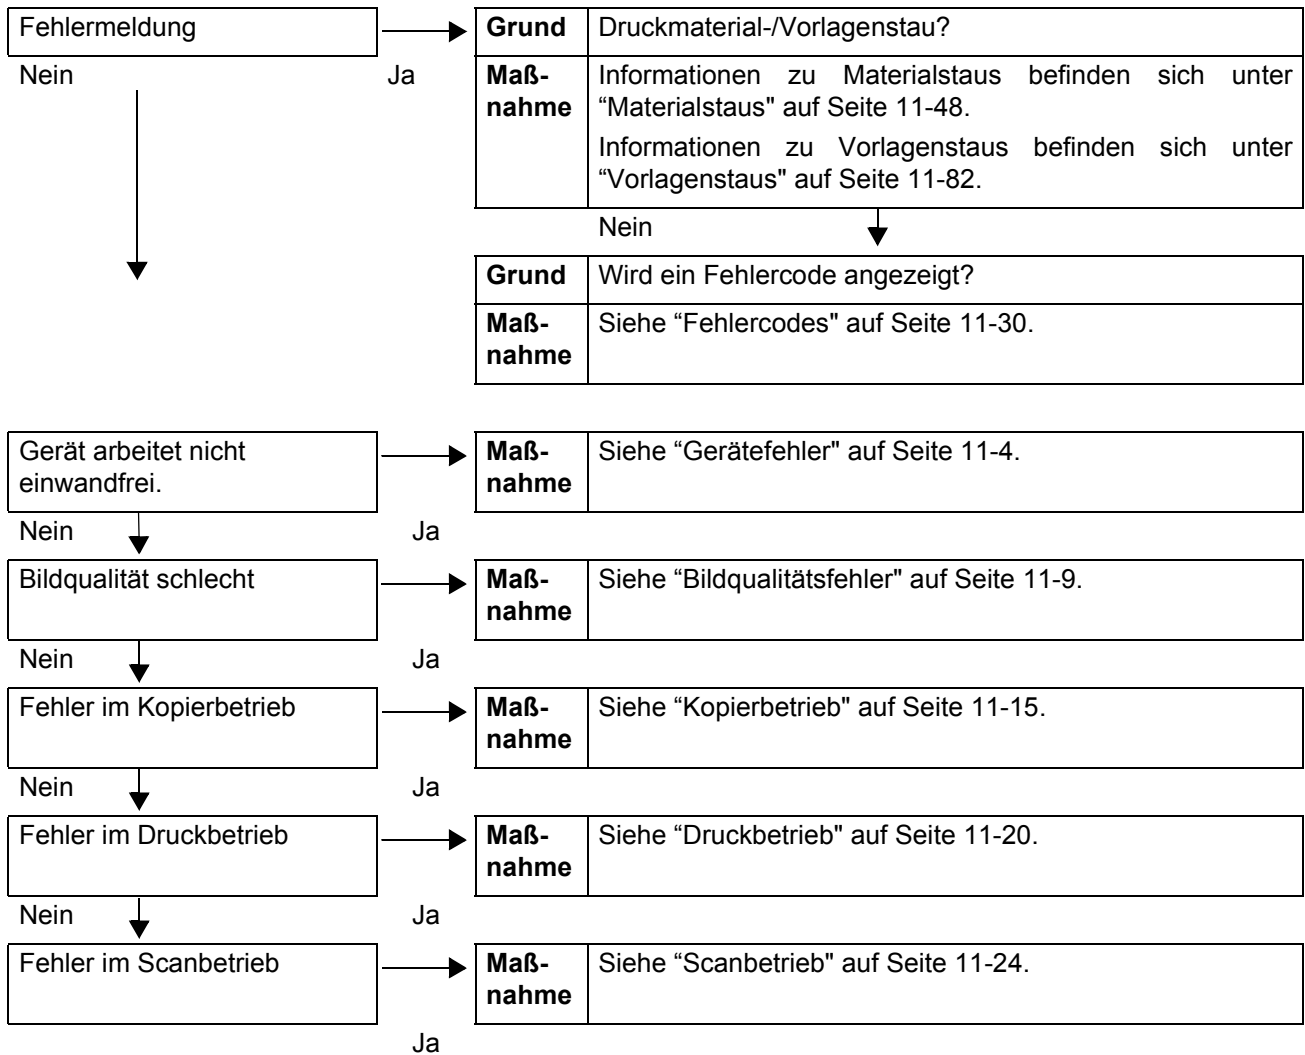 Fehlermeldung
Grund Druckmaterial-/Vorlagenstau?
Nein Ja
Maß-
nahme
Informationen zu Materialstaus befinden sich unter
“Materialstaus" auf Seite 11-48.
Informationen zu Vorlagenstaus befinden sich unter
“Vorlagenstaus" auf Seite 11-82.
Nein
Grund Wird ein Fehlercode angezeigt?
Maß-
nahme
Siehe “Fehlercodes" auf Seite 11-30.
Gerät arbeitet nicht
einwandfrei.
Maß-
nahme
Siehe “Gerätefehler" auf Seite 11-4.
Nein Ja
Bildqualität schlecht
Maß-
nahme
Siehe “Bildqualitätsfehler" auf Seite 11-9.
Nein Ja
Fehler im Kopierbetrieb
Maß-
nahme
Siehe “Kopierbetrieb" auf Seite 11-15.
Nein Ja
Fehler im Druckbetrieb
Maß-
nahme
Siehe “Druckbetrieb" auf Seite 11-20.
Nein Ja
Fehler im Scanbetrieb
Maß-
nahme
Siehe “Scanbetrieb" auf Seite 11-24.
Ja